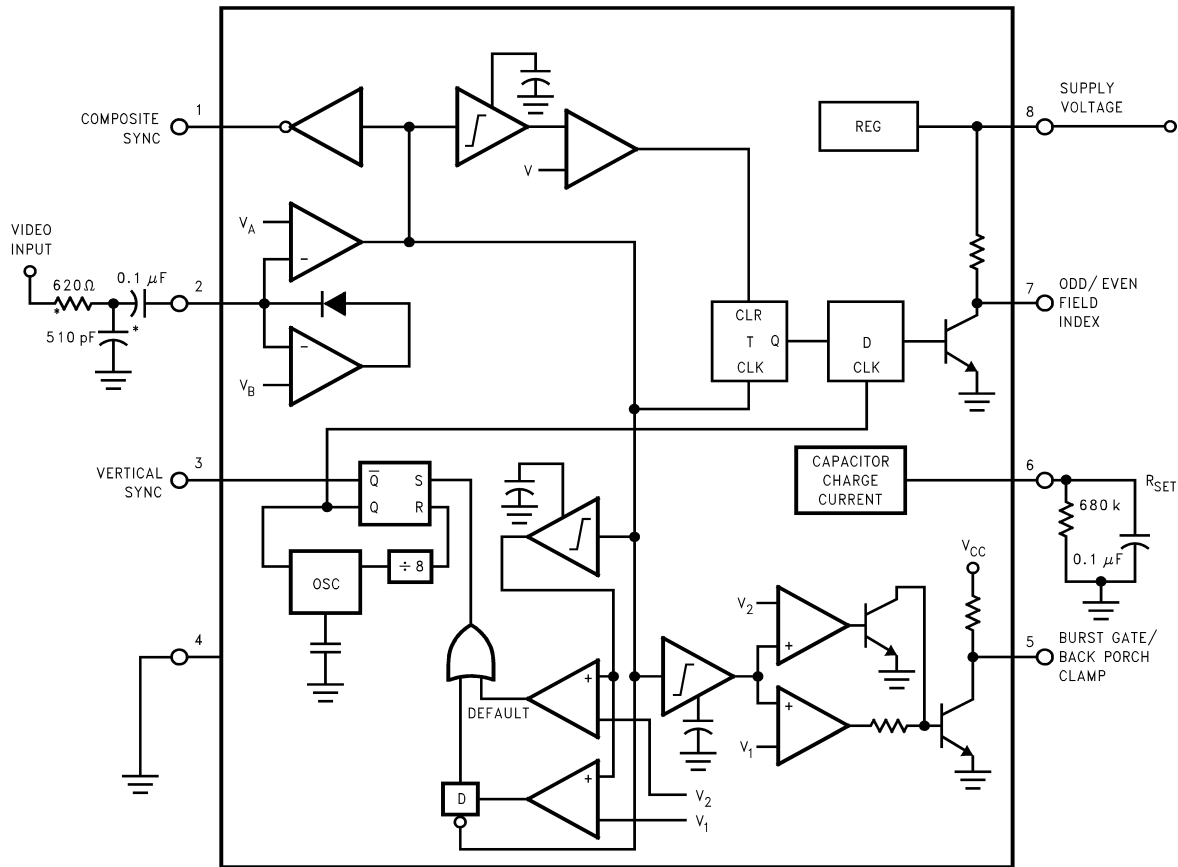 COMPOSITE
SYNC
1
V
REG
8
SUPPLY
VOLTAGE
VIDEO
INPUT
620Ω
*
0.1 μF
*
510 pF
2
V_A
−
−
V_B
CLR
T Q
CLK
D
CLK
7
ODD/EVEN
FIELD
INDEX
VERTICAL
SYNC
3
Q̅ S
Q R
OSC
÷ 8
CAPACITOR
CHARGE
CURRENT
6
R_SET
680 k
0.1 μF
4
DEFAULT
+
+
D
V_2
V_1
V_2
+
+
V_1
V_CC
5
BURST GATE/
BACK PORCH
CLAMP